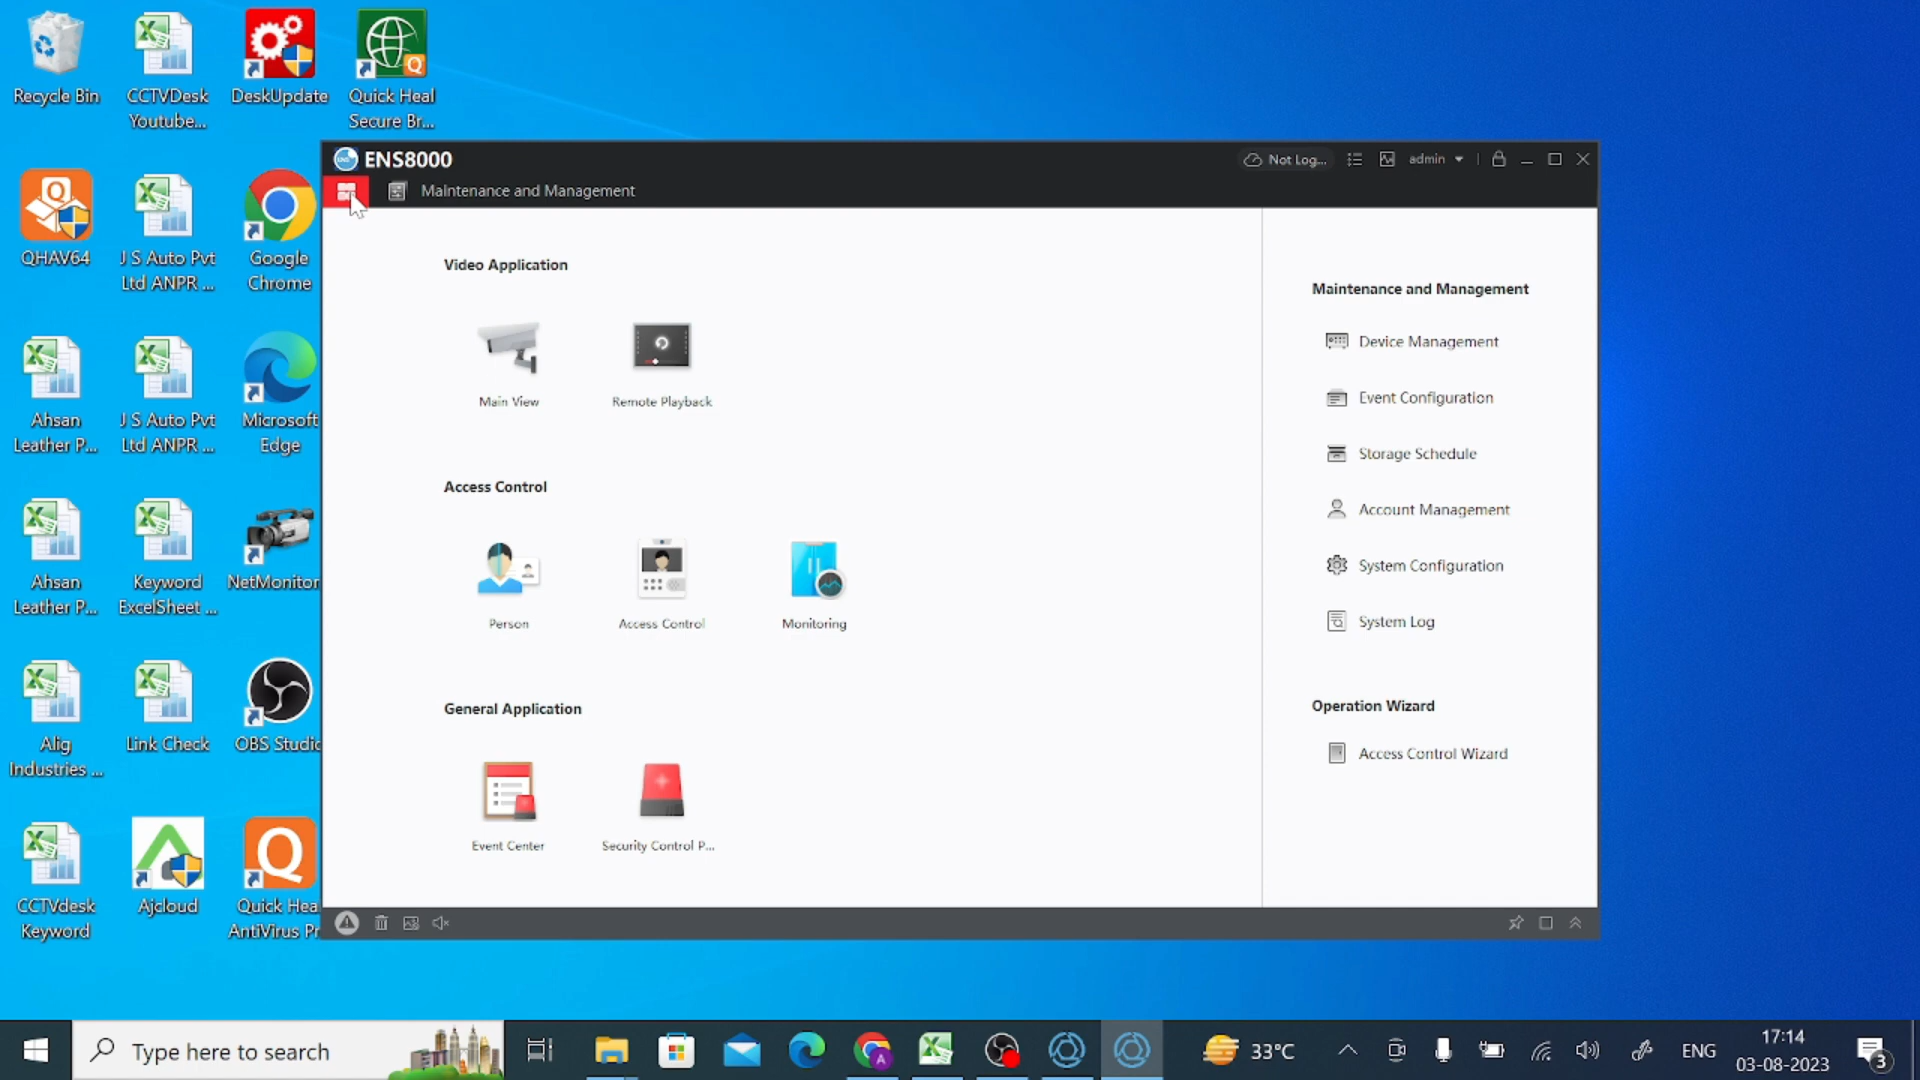 Recycle Bin
CCTVDesk
Youtube...
DeskUpdate
Quick Heal
Secure Br...
QHAV64
J S Auto Pvt
Ltd ANPR ...
Google
Chrome
Ahsan
Leather P...
J S Auto Pvt
Ltd ANPR ...
Microsoft
Edge
Ahsan
Leather P...
Keyword
ExcelSheet ...
NetMonitor
Alig
Industries ...
Link Check
OBS Studio
CCTVdesk
Keyword
Ajcloud
Quick Hea
AntiVirus Pr
ENS8000
Not Log...
admin
MaIntenance and Management
Video Application
Main View
Remote Playback
Access Control
Person
Access Control
Monitoring
General Application
Event Center
Security Control P...
Maintenance and Management
Device Management
Event Configuration
Storage Schedule
Account Management
System Configuration
System Log
Operation Wizard
Access Control Wizard
Type here to search
33°C
ENG
17:14
03-08-2023
3